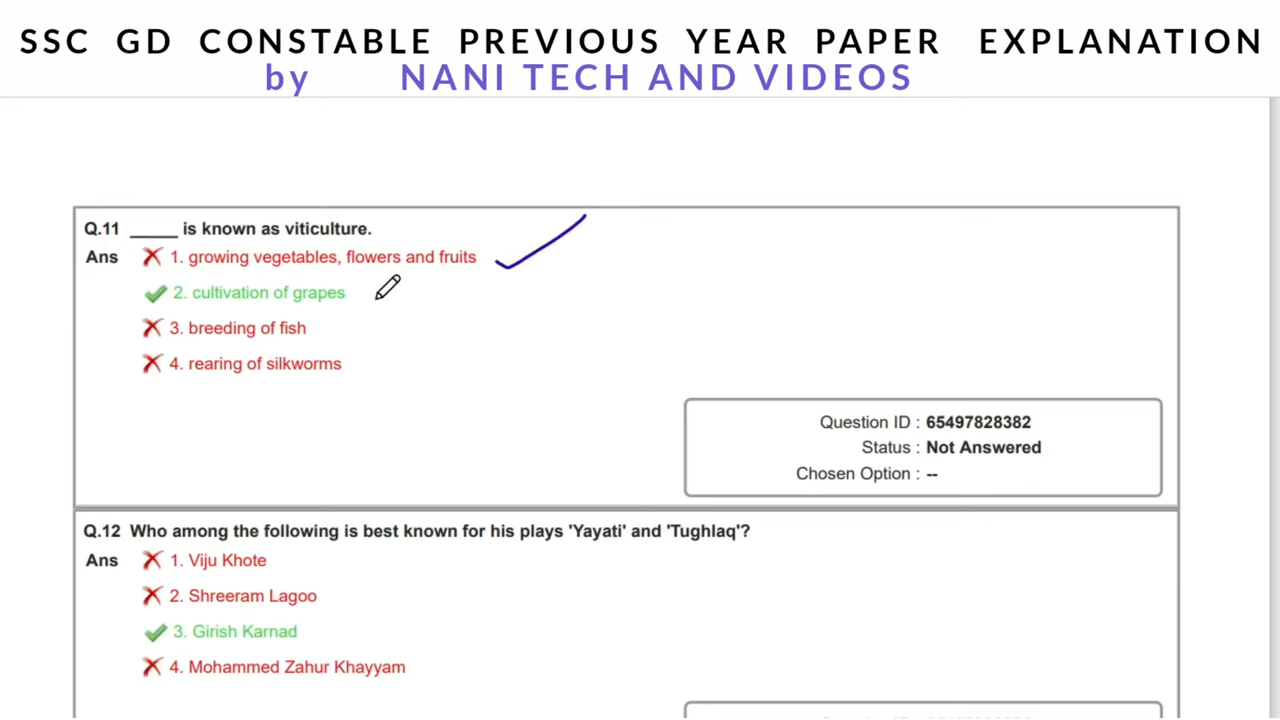 SSC GD CONSTABLE PREVIOUS YEAR PAPER EXPLANATION
by NANI TECH AND VIDEOS
Q.11 _____ is known as viticulture.
Ans 1. growing vegetables, flowers and fruits
2. cultivation of grapes
3. breeding of fish
4. rearing of silkworms
Question ID : 65497828382
Status : Not Answered
Chosen Option : --
Q.12 Who among the following is best known for his plays 'Yayati' and 'Tughlaq'?
Ans 1. Viju Khote
2. Shreeram Lagoo
3. Girish Karnad
4. Mohammed Zahur Khayyam